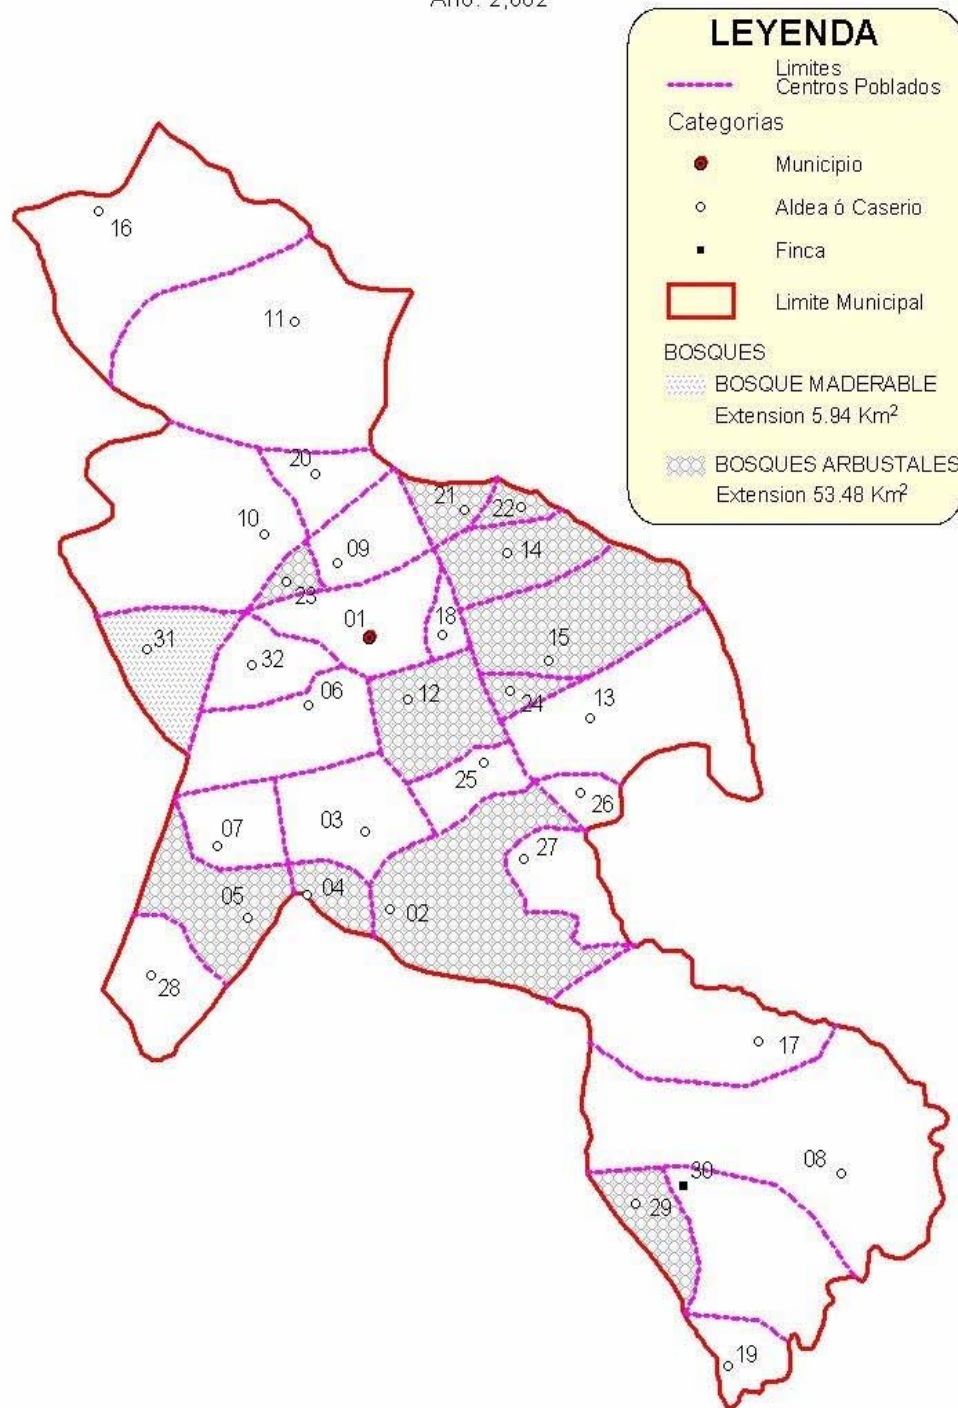 Año: 2,002
LEYENDA
Limites
Centros Poblados
Categorias
Municipio
Aldea ó Caserio
Finca
Limite Municipal
BOSQUES
BOSQUE MADERABLE
Extension 5.94 Km²
BOSQUES ARBUSTALES
Extension 53.48 Km²
16
11
20
21
22
10
09
14
23
01
18
31
15
32
12
06
24
13
25
26
03
07
27
04
05
02
28
17
08
30
29
19